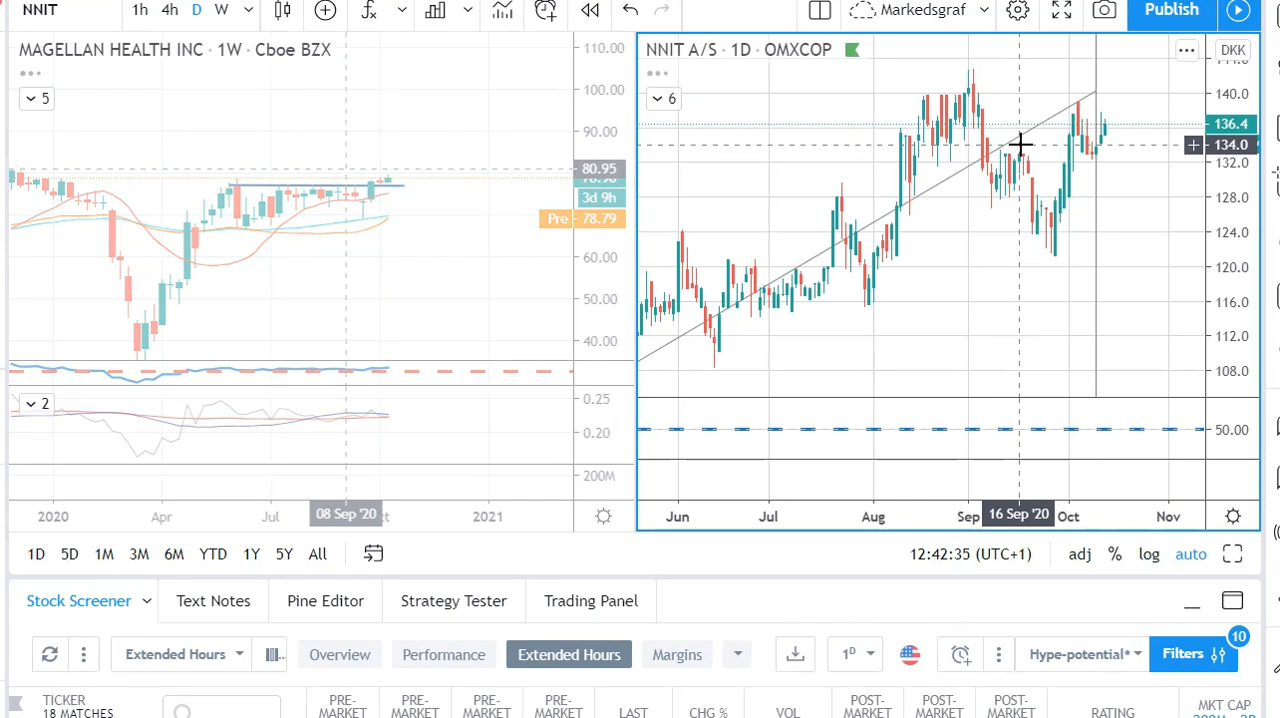 NNIT 1h 4h D W Markedsgraf Publish
MAGELLAN HEALTH INC · 1W · Cboe BZX
5
110.00
100.00
90.00
80.95
3d 9h
Pre 78.79
60.00
50.00
40.00
2
0.25
0.20
200M
2020 Apr Jul 08 Sep '20 2021
NNIT A/S · 1D · OMXCOP
DKK
6
140.0
136.4
134.0
132.0
128.0
124.0
120.0
116.0
112.0
108.0
50.00
Jun Jul Aug Sep 16 Sep '20 Oct Nov
1D 5D 1M 3M 6M YTD 1Y 5Y All 12:42:35 (UTC+1) adj % log auto
Stock Screener Text Notes Pine Editor Strategy Tester Trading Panel
Extended Hours Overview Performance Extended Hours Margins 1D Hype-potential* Filters 10
TICKER
18 MATCHES
PRE-
MARKET
PRE-
MARKET
PRE-
MARKET
PRE-
MARKET
LAST
CHG %
VOL
POST-
MARKET
POST-
MARKET
POST-
MARKET
RATING
MKT CAP